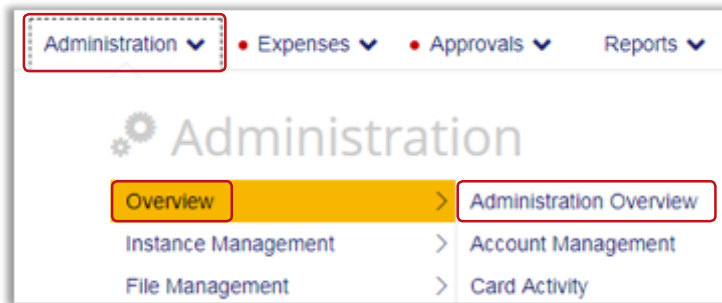 Administration Expenses Approvals Reports
Administration
Overview Administration Overview
Instance Management Account Management
File Management Card Activity